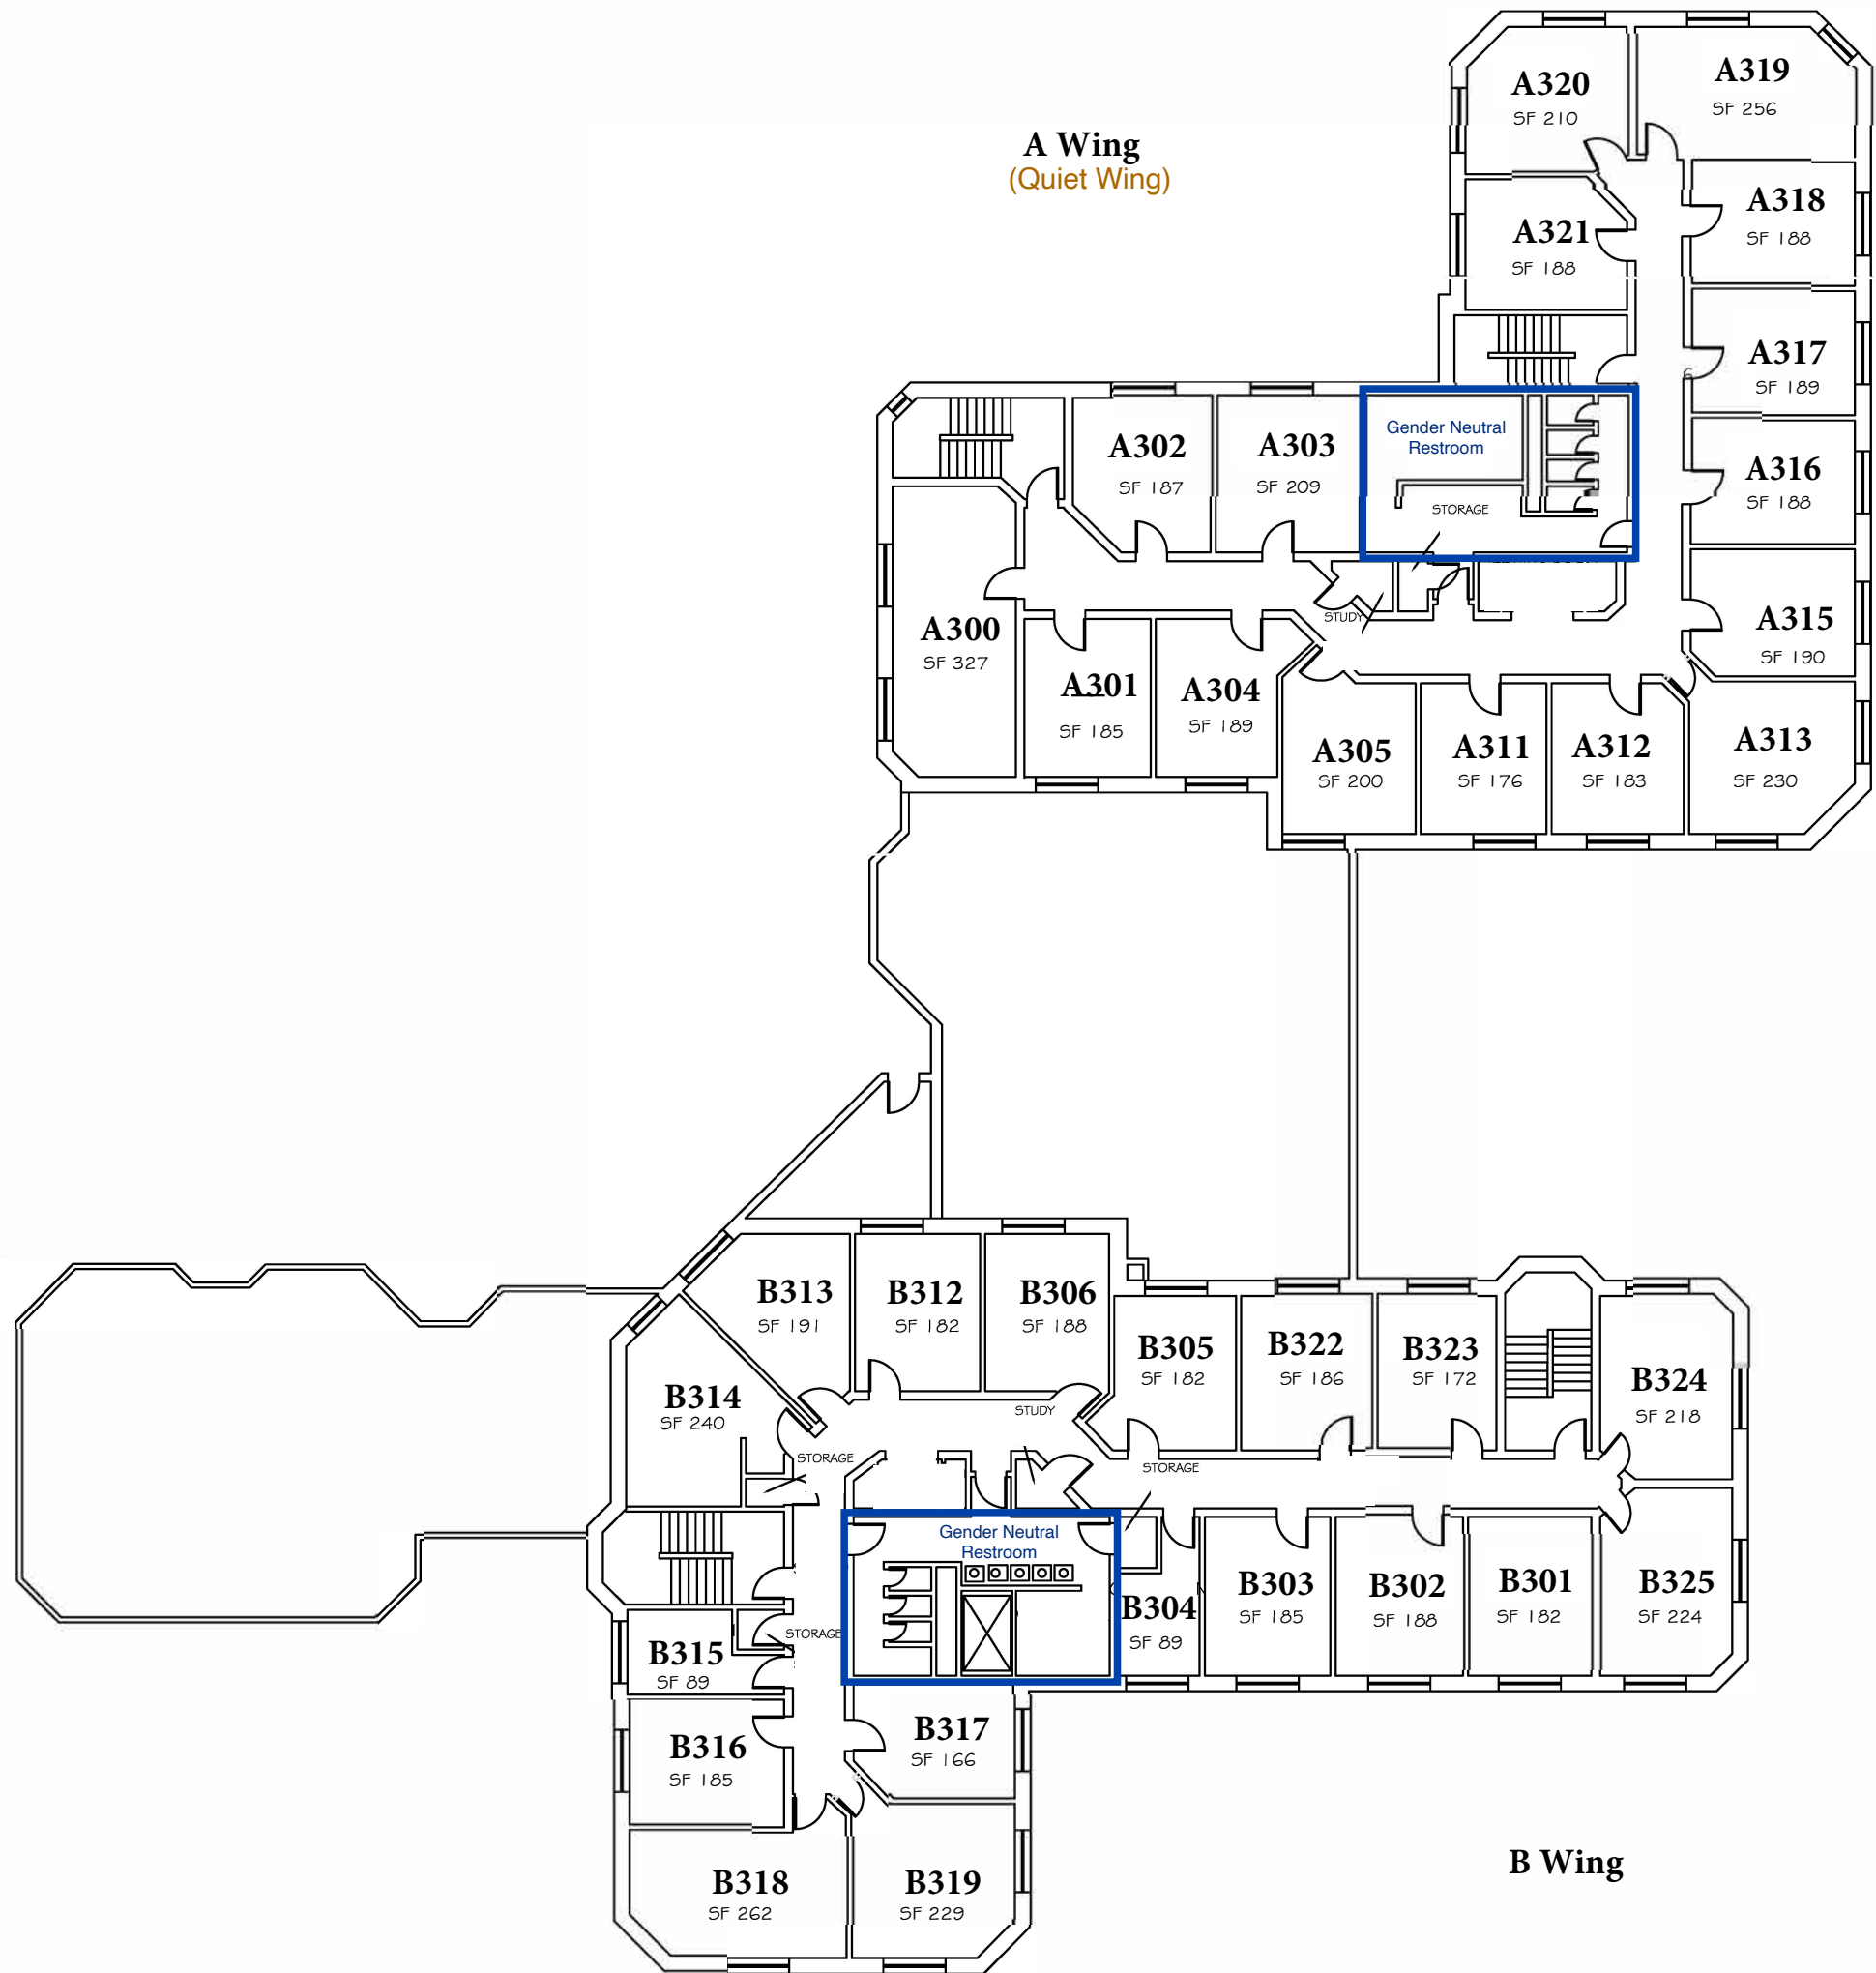 A Wing
(Quiet Wing)
A320
SF 210
A319
SF 256
A321
SF 188
A318
SF 188
A317
SF 189
A316
SF 188
A315
SF 190
A302
SF 187
A303
SF 209
Gender Neutral
Restroom
STORAGE
STUDY
A300
SF 327
A301
SF 185
A304
SF 189
A305
SF 200
A311
SF 176
A312
SF 183
A313
SF 230
B313
SF 191
B312
SF 182
B306
SF 188
B305
SF 182
B322
SF 186
B323
SF 172
B324
SF 218
B314
SF 240
STUDY
STORAGE
STORAGE
Gender Neutral
Restroom
B304
SF 89
B303
SF 185
B302
SF 188
B301
SF 182
B325
SF 224
STORAGE
B315
SF 89
B316
SF 185
B317
SF 166
B318
SF 262
B319
SF 229
B Wing